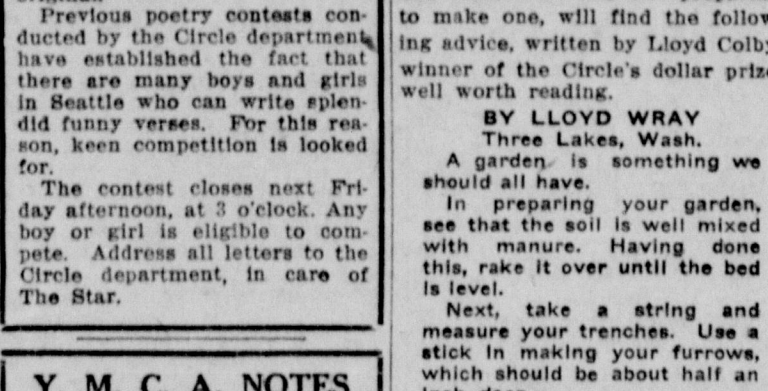 Previous poetry contests con-
ducted by the Circle department
have established the fact that
there are many boys and girls
in Seattle who can write splen-
did funny verses. For this rea-
son, keen competition is looked
for.
The contest closes next Fri-
day afternoon, at 3 o'clock. Any
boy or girl is eligible to com-
pete. Address all letters to the
Circle department, in care of
The Star.
Y. M. C. A. NOTES
to make one, will find the follow
ing advice, written by Lloyd Colb
winner of the Circle's dollar priz
well worth reading.
BY LLOYD WRAY
Three Lakes, Wash.
A garden is something we
should all have.
In preparing your garden,
see that the soil is well mixed
with manure. Having done
this, rake it over until the bed
is level.
Next, take a string and
measure your trenches. Use a
stick in making your furrows,
which should be about half an